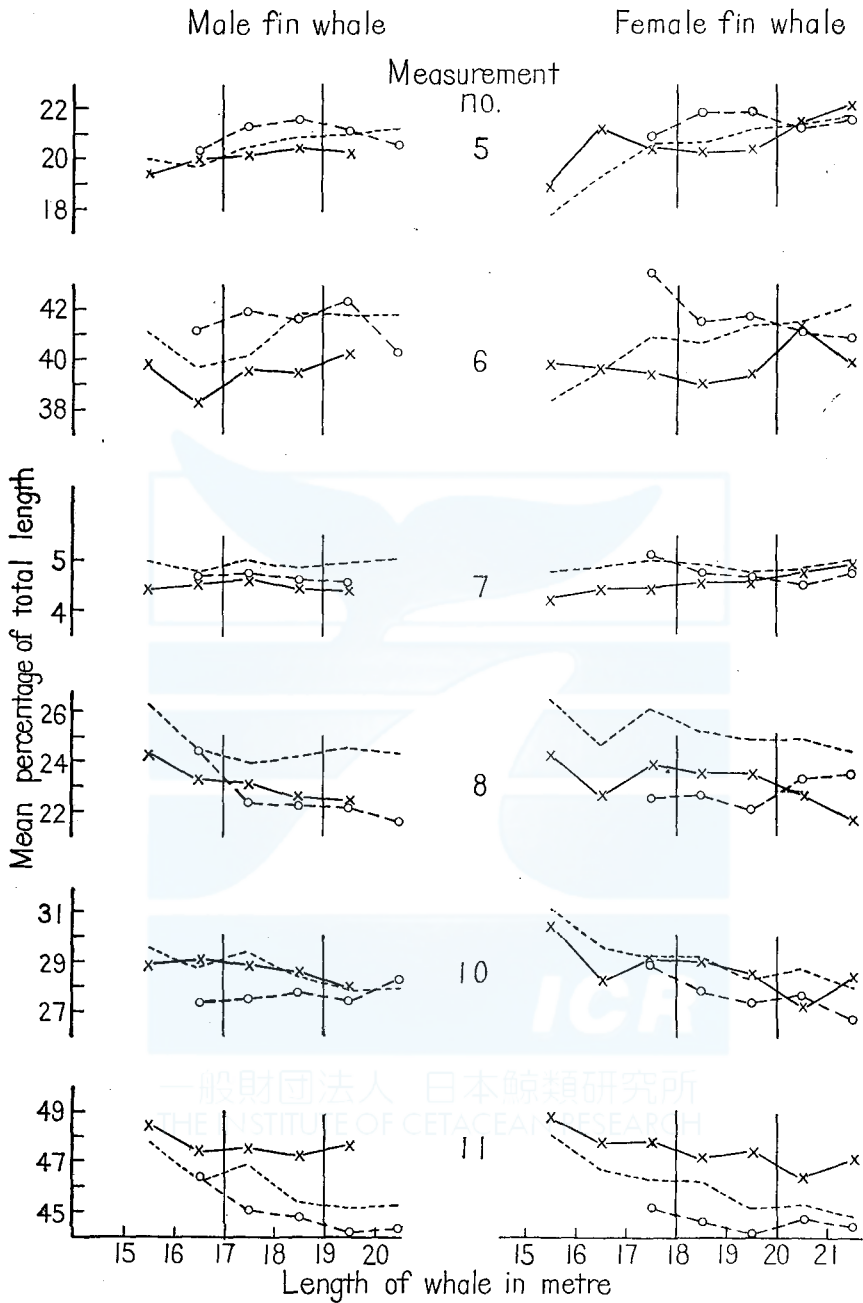 Male fin whale
Female fin whale
Measurement
no.
22
20
18
5
42
40
38
6
5
4
7
26
24
22
8
31
29
27
10
49
47
45
11
Mean percentage of total length
ICR
一般財団法人 日本鯨類研究所
THE INSTITUTE OF CETACEAN RESEARCH
15 16 17 18 19 20
15 16 17 18 19 20 21
Length of whale in metre